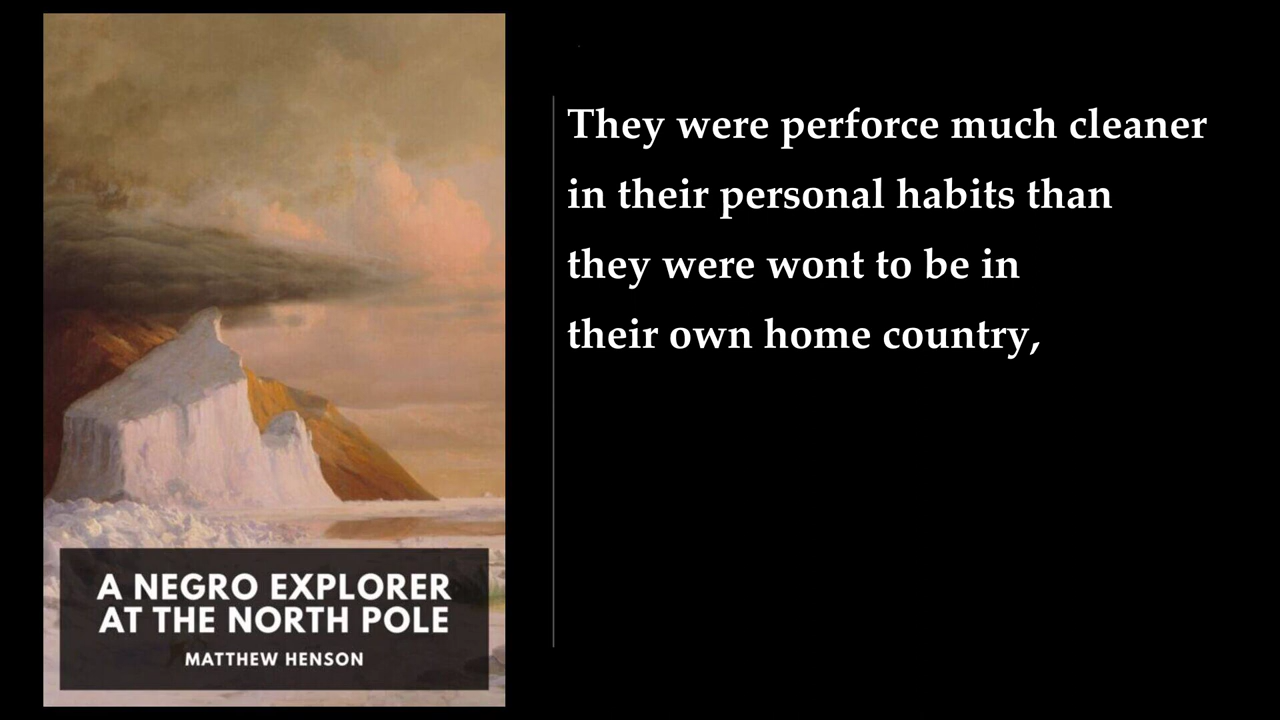 They were perforce much cleaner
in their personal habits than
they were wont to be in
their own home country,
A NEGRO EXPLORER
AT THE NORTH POLE
MATTHEW HENSON